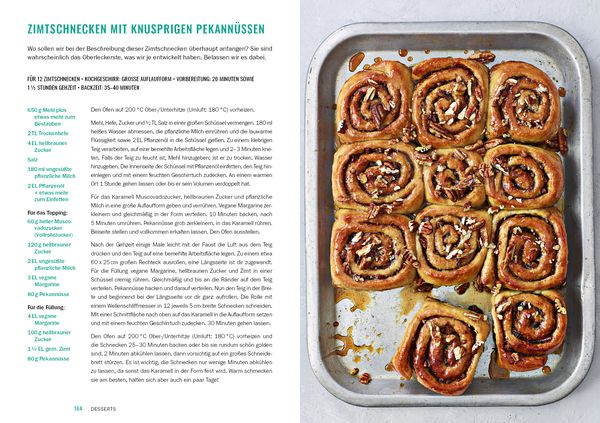 ZIMTSCHNECKEN MIT KNUSPRIGEN PEKANNÜSSEN
Wo sollen wir bei der Beschreibung dieser Zimtschnecken überhaupt anfangen? Sie sind
wahrscheinlich das Oberleckerste, was wir je entwickelt haben. Belassen wir es dabei.
FÜR 12 ZIMTSCHNECKEN • KOCHGESCHIRR: GROSSE AUFLAUFFORM • VORBEREITUNG: 20 MINUTEN SOWIE
1½ STUNDEN GEHZEIT • BACKZEIT: 35–40 MINUTEN
650 g Mehl plus
etwas mehr zum
Bestäuben
2 TL Trockenhefe
4 EL hellbrauner
Zucker
Salz
180 ml ungesüßte
pflanzliche Milch
2 EL Pflanzenöl
+ etwas mehr
zum Einfetten
Für das Topping:
60 g heller Musco-
vadozucker
(Vollrohrzucker)
120 g hellbrauner
Zucker
2 EL ungesüßte
pflanzliche Milch
3 EL vegane
Margarine
80 g Pekannüsse
Für die Füllung:
4 EL vegane
Margarine
100 g hellbrauner
Zucker
1 ½ EL gem. Zimt
80 g Pekannüsse
Den Ofen auf 200 °C Ober-/Unterhitze (Umluft: 180 °C) vorheizen.
Mehl, Hefe, Zucker und ½ TL Salz in einer großen Schüssel vermengen. 180 ml
heißes Wasser abmessen, die pflanzliche Milch einrühren und die lauwarme
Flüssigkeit sowie 2 EL Pflanzenöl in die Schüssel gießen. Zu einem klebrigen
Teig verarbeiten, auf eine bemehlte Arbeitsfläche legen und 2–3 Minuten kne-
ten. Falls der Teig zu feucht ist, Mehl hinzugeben; ist er zu trocken, Wasser
hinzugeben. Die Innenseite der Schüssel mit Pflanzenöl einfetten, den Teig hin-
einlegen und mit einem feuchten Geschirrtuch zudecken. An einem warmen
Ort 1 Stunde gehen lassen oder bis er sein Volumen verdoppelt hat.
Für das Karamell Muscovadozucker, hellbraunen Zucker und pflanzliche
Milch in eine große Auflaufform geben und verrühren. Vegane Margarine zer-
kleinern und gleichmäßig in der Form verteilen. 10 Minuten backen, nach
5 Minuten umrühren. Pekannüsse grob zerkleinern, in das Karamell rühren.
Beiseite stellen und vollkommen erkalten lassen. Den Ofen ausstellen.
Nach der Gehzeit einige Male leicht mit der Faust die Luft aus dem Teig
drücken und den Teig auf eine bemehlte Arbeitsfläche legen. Zu einem etwa
60 x 25 cm großen Rechteck ausrollen, eine Längsseite ist dir zugewandt.
Für die Füllung vegane Margarine, hellbraunen Zucker und Zimt in einer
Schüssel cremig rühren. Gleichmäßig und bis an die Ränder auf dem Teig
verteilen. Pekannüsse hacken und darauf verteilen. Nun den Teig in der Brei-
te und beginnend bei der Längsseite vor dir ganz aufrollen. Die Rolle mit
einem Wellenschliffmesser in 12 jeweils 5 cm breite Schnecken schneiden.
Mit einer Schnittfläche nach oben auf das Karamell in die Auflaufform setzen
und mit einem feuchten Geschirrtuch zudecken. 30 Minuten gehen lassen.
Den Ofen auf 200 °C Ober-/Unterhitze (Umluft: 180 °C) vorheizen und
die Schnecken 25–30 Minuten backen oder bis sie rundum schön golden
sind. 2 Minuten abkühlen lassen, dann vorsichtig auf ein großes Schneide-
brett stürzen. Es ist wichtig, die Schnecken nur wenige Minuten abkühlen
zu lassen, da sonst das Karamell in der Form fest wird. Warm schmecken
sie am besten, halten sich aber auch ein paar Tage!
164 DESSERTS